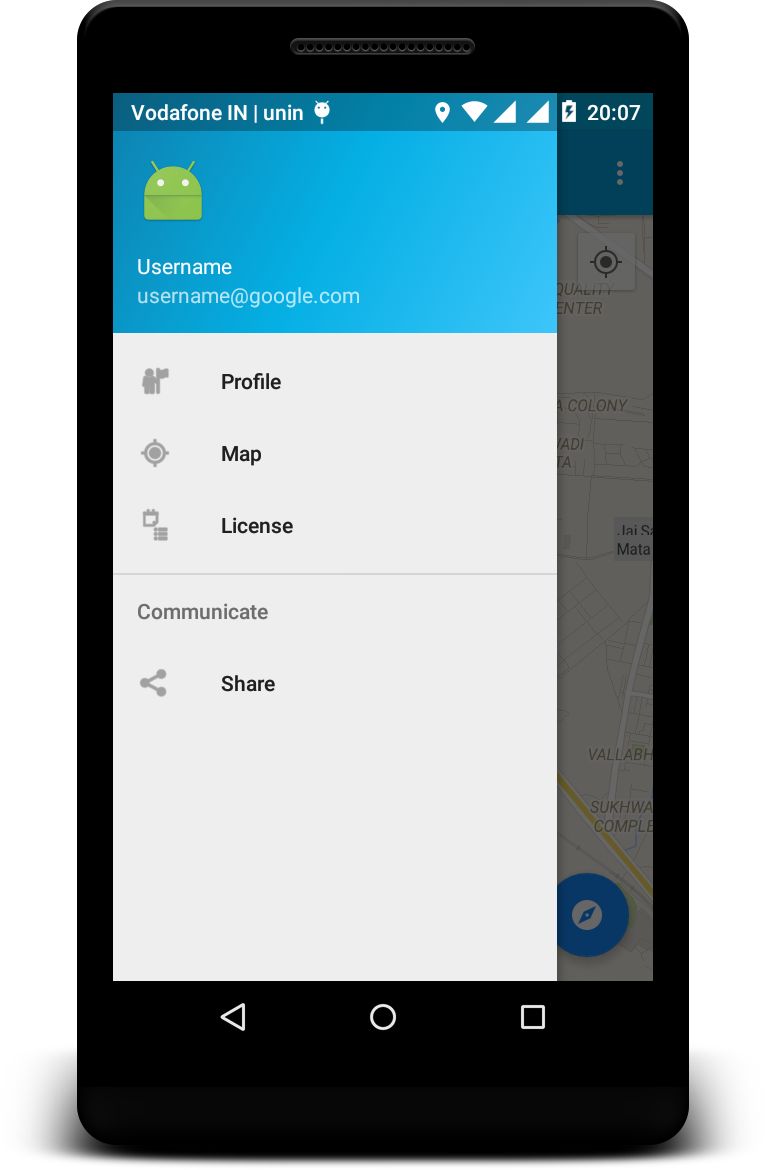 Vodafone IN | unin
20:07
Username
username@google.com
Profile
Map
License
Communicate
Share
QUALITY
ENTER
A COLONY
TA
Jai Sa
Mata
VALLABH
SUKHWA
COMPLE